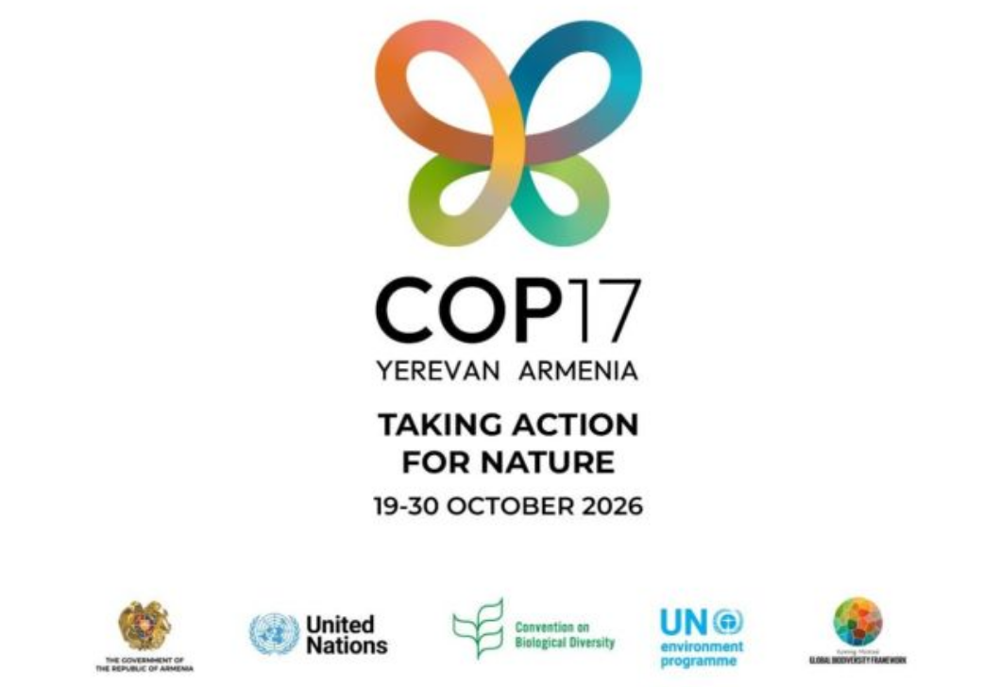 COP17
YEREVAN ARMENIA
TAKING ACTION
FOR NATURE
19-30 OCTOBER 2026
THE GOVERNMENT OF
THE REPUBLIC OF ARMENIA
United
Nations
Convention on
Biological Diversity
UN
environment
programme
GLOBAL BIODIVERSITY FRAMEWORK